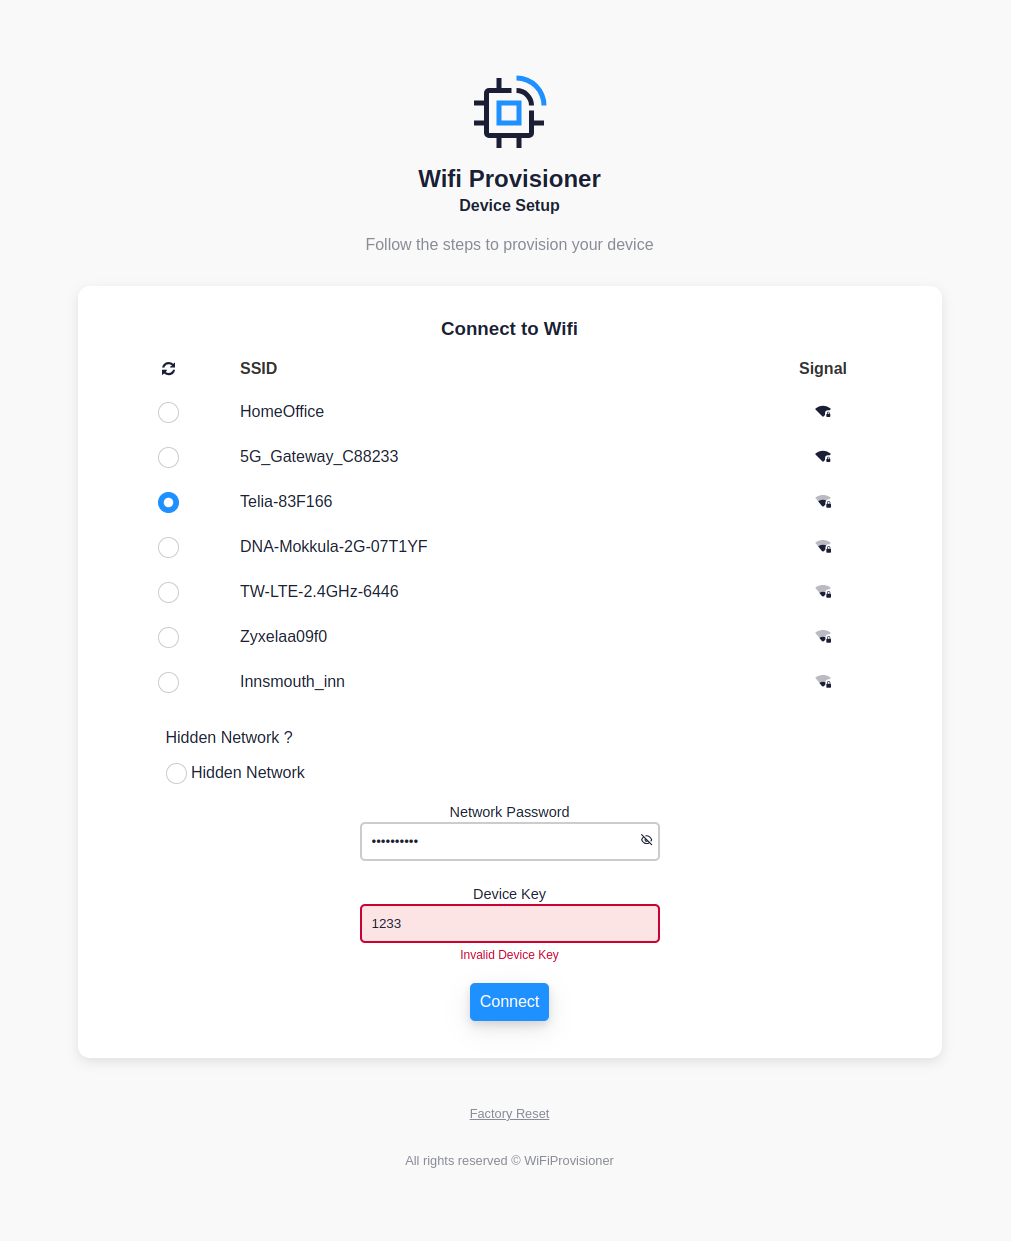 Wifi Provisioner
Device Setup
Follow the steps to provision your device
Connect to Wifi
SSID Signal
HomeOffice
5G_Gateway_C88233
Telia-83F166
DNA-Mokkula-2G-07T1YF
TW-LTE-2.4GHz-6446
Zyxelaa09f0
Innsmouth_inn
Hidden Network ?
Hidden Network
Network Password
••••••••••
Device Key
1233
Invalid Device Key
Connect
Factory Reset
All rights reserved © WiFiProvisioner